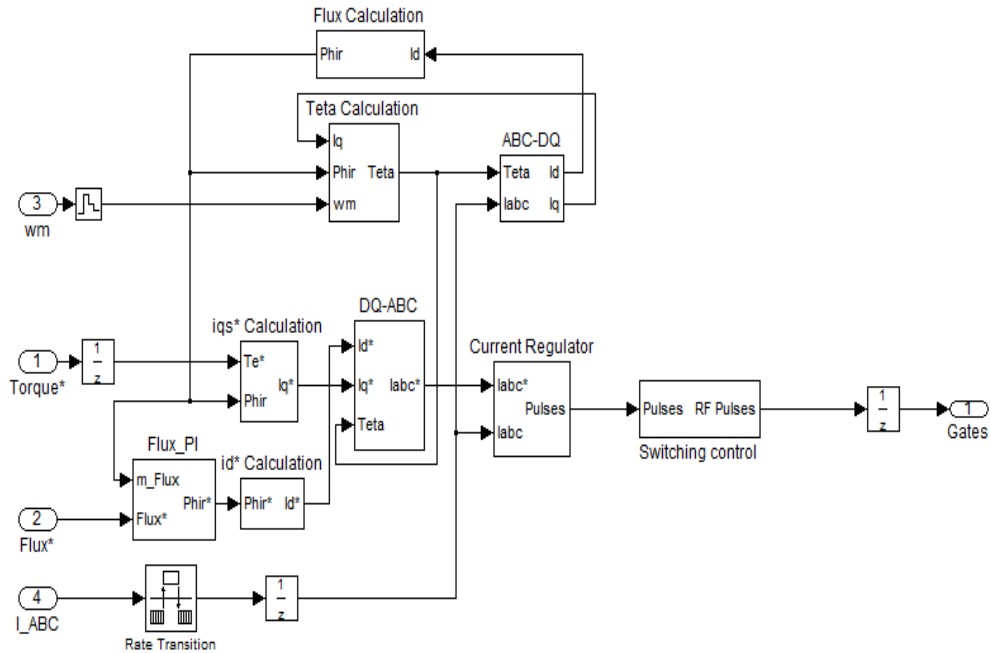 Flux Calculation
Phir Id
Teta Calculation
Iq
Phir Teta
wm
ABC-DQ
Teta Id
Iabc Iq
3
wm
DQ-ABC
Id*
Iq* Iabc*
Teta
iqs* Calculation
Te*
Iq*
Phir
1
Torque*
1
z
Current Regulator
Iabc*
Pulses
Iabc
Pulses RF Pulses
Switching control
1
z
1
Gates
Flux_PI
m_Flux
Phir*
Flux*
id* Calculation
Phir* Id*
2
Flux*
4
I_ABC
Rate Transition
1
z